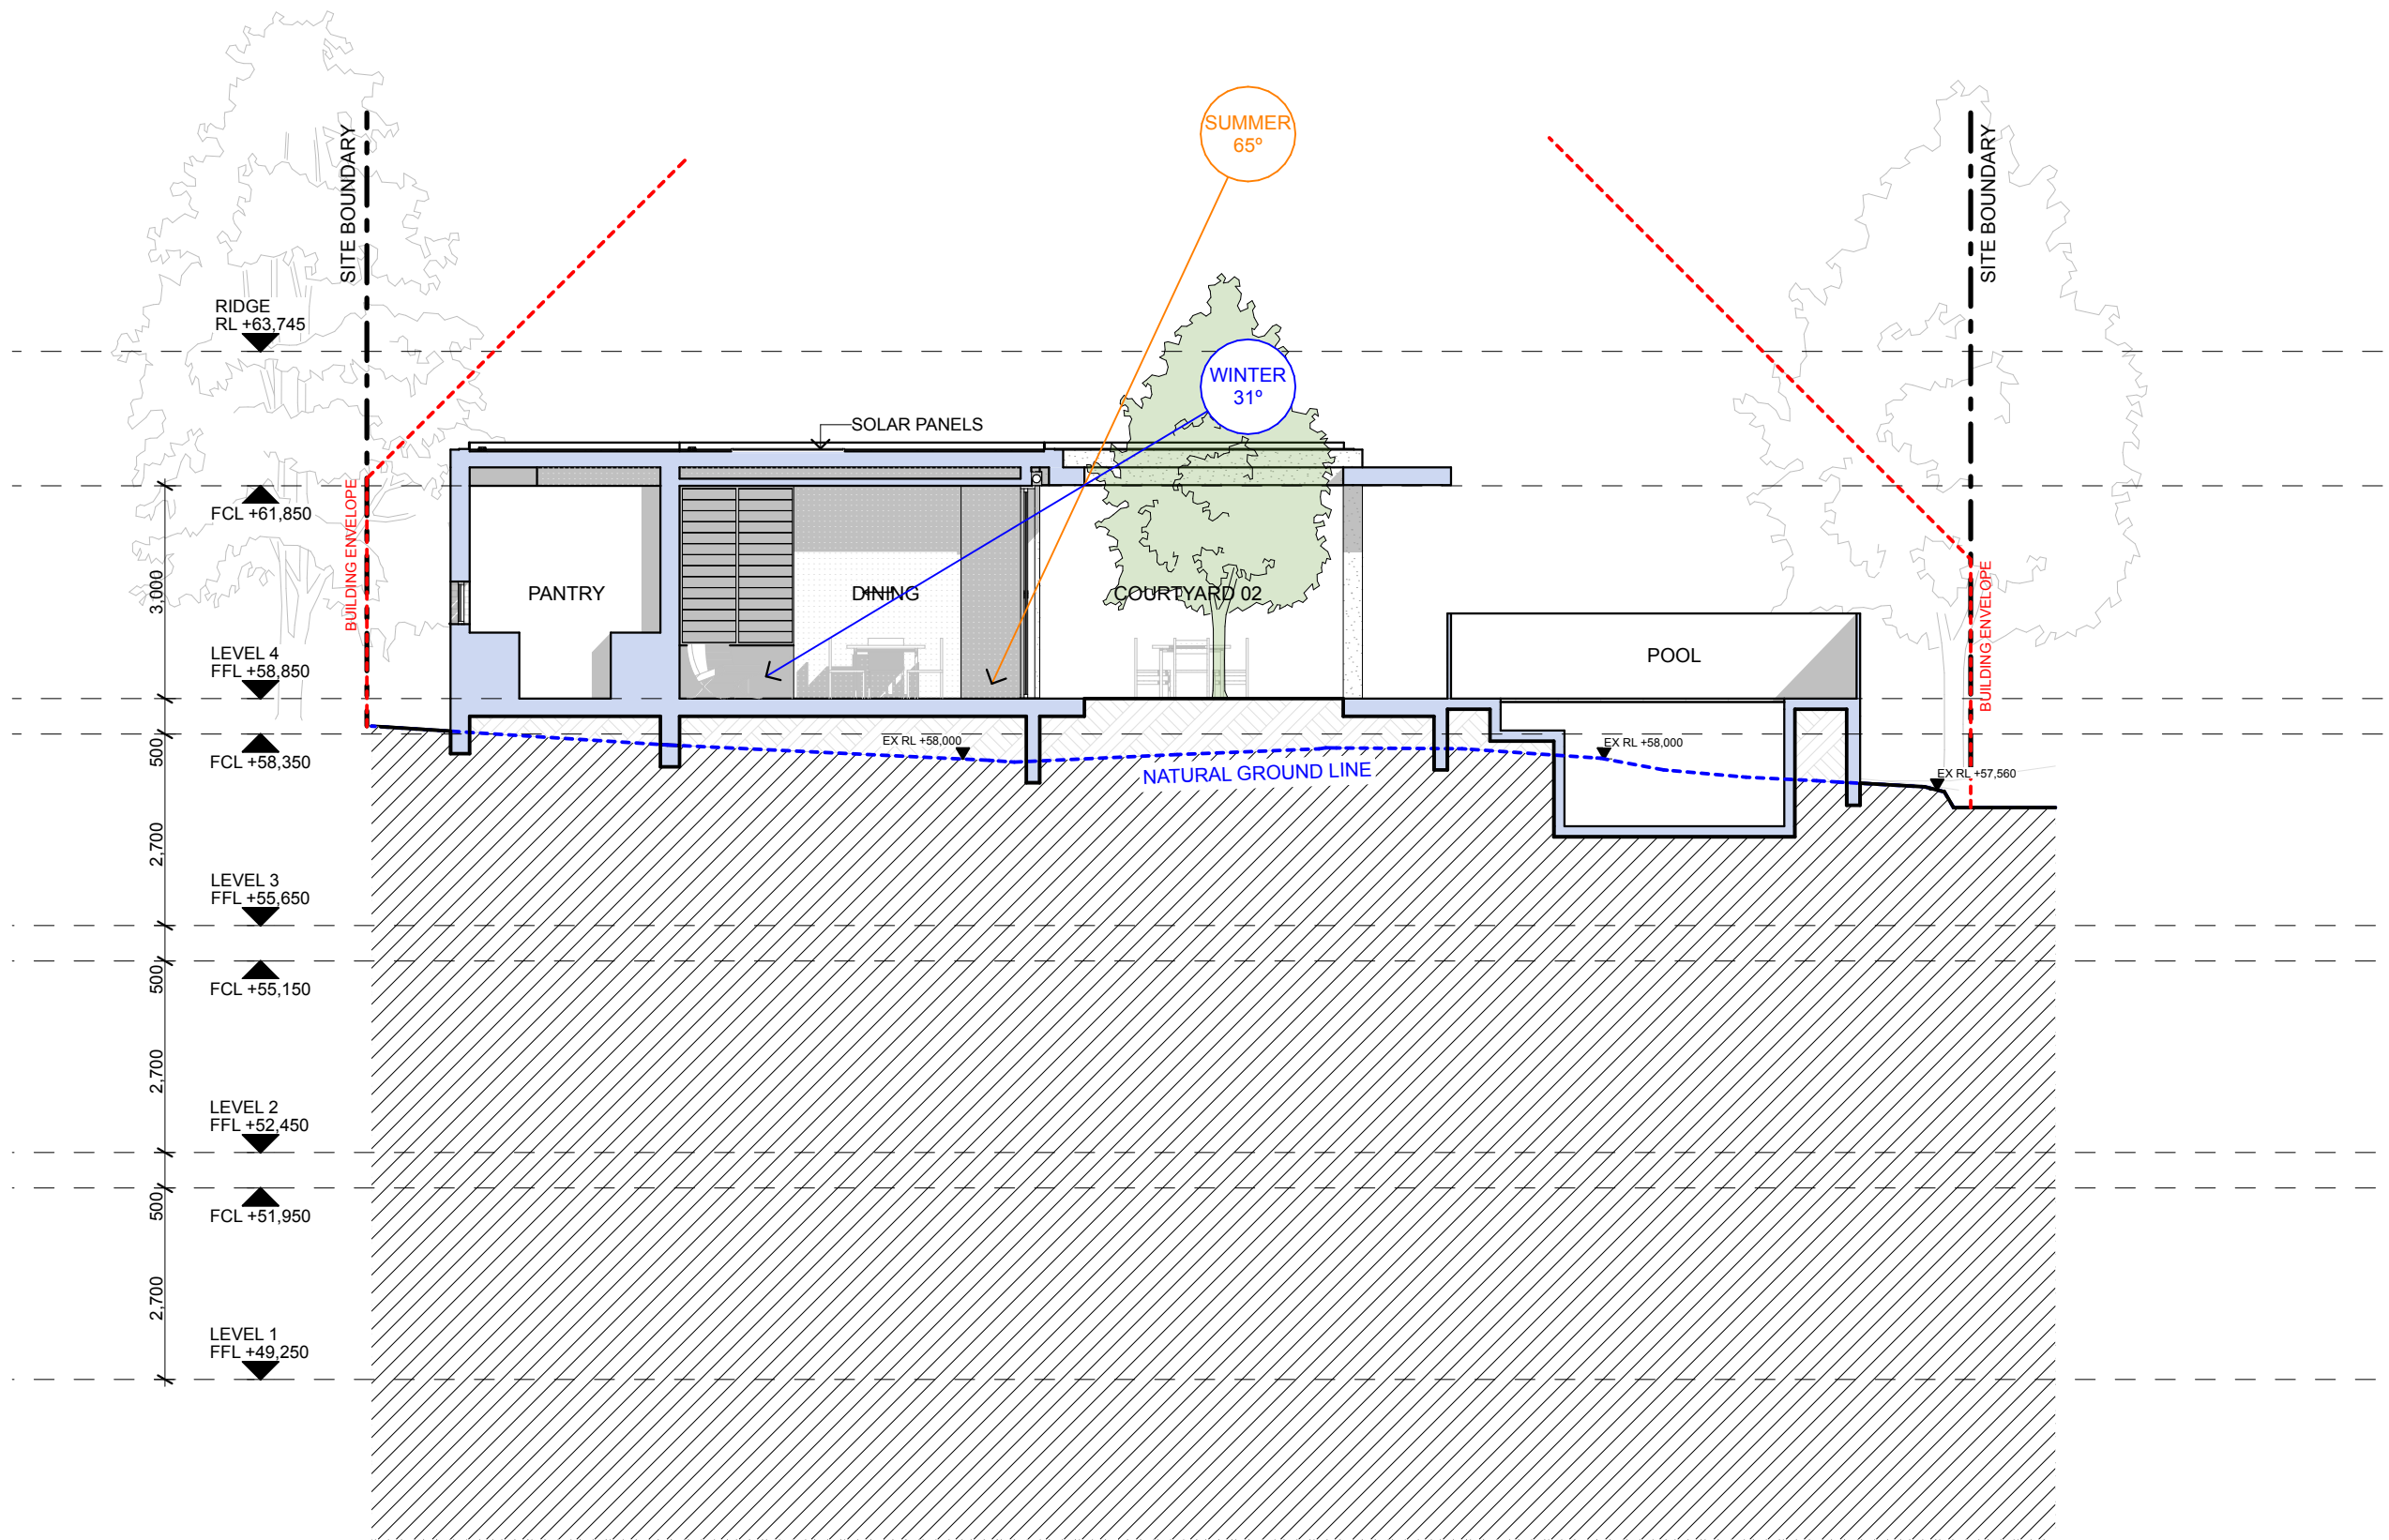 SUMMER
65º
SITE BOUNDARY
SITE BOUNDARY
RIDGE
RL +63,745
WINTER
31º
SOLAR PANELS
BUILDING ENVELOPE
FCL +61,850
3,000
PANTRY
DINING
COURTYARD 02
BUILDING ENVELOPE
POOL
LEVEL 4
FFL +58,850
500
FCL +58,350
EX RL +58,000
EX RL +58,000
NATURAL GROUND LINE
EX RL +57,560
2,700
LEVEL 3
FFL +55,650
500
FCL +55,150
2,700
LEVEL 2
FFL +52,450
500
FCL +51,950
2,700
LEVEL 1
FFL +49,250